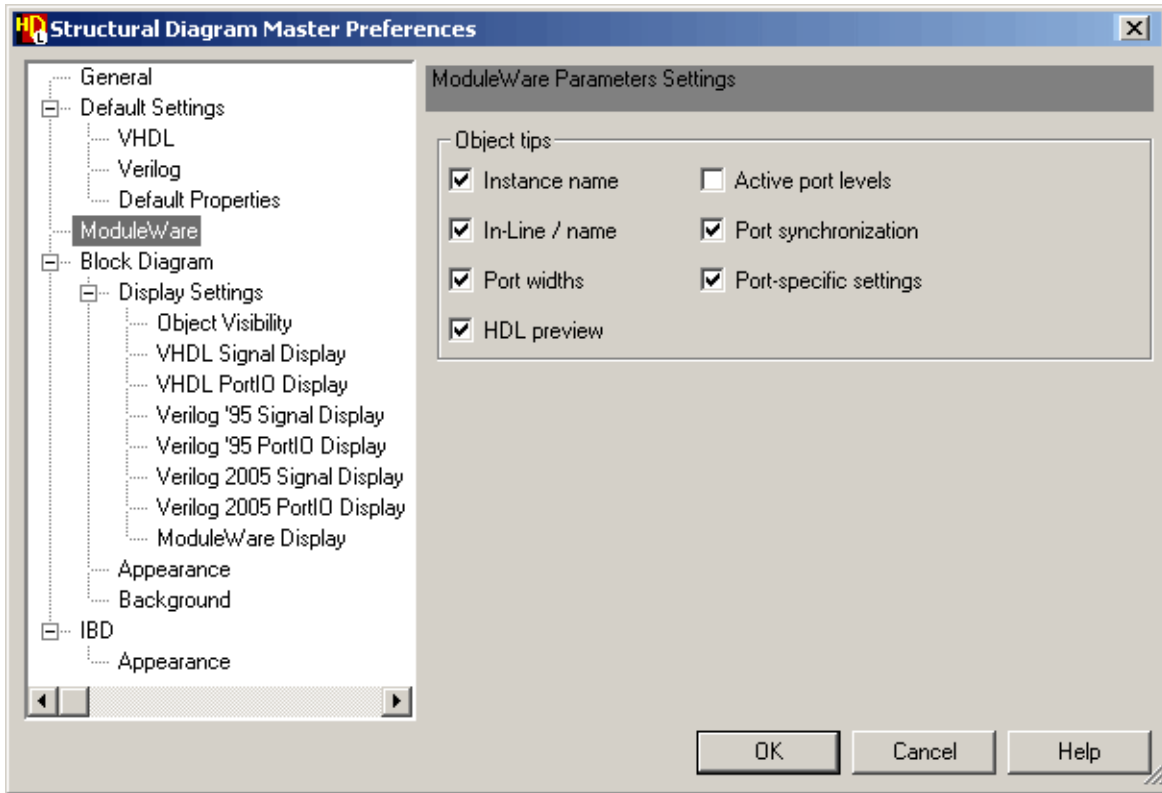 HD L Structural Diagram Master Preferences
General
Default Settings
VHDL
Verilog
Default Properties
ModuleWare
Block Diagram
Display Settings
Object Visibility
VHDL Signal Display
VHDL PortIO Display
Verilog '95 Signal Display
Verilog '95 PortIO Display
Verilog 2005 Signal Display
Verilog 2005 PortIO Display
ModuleWare Display
Appearance
Background
IBD
Appearance
ModuleWare Parameters Settings
Object tips
Instance name
Active port levels
In-Line / name
Port synchronization
Port widths
Port-specific settings
HDL preview
OK
Cancel
Help